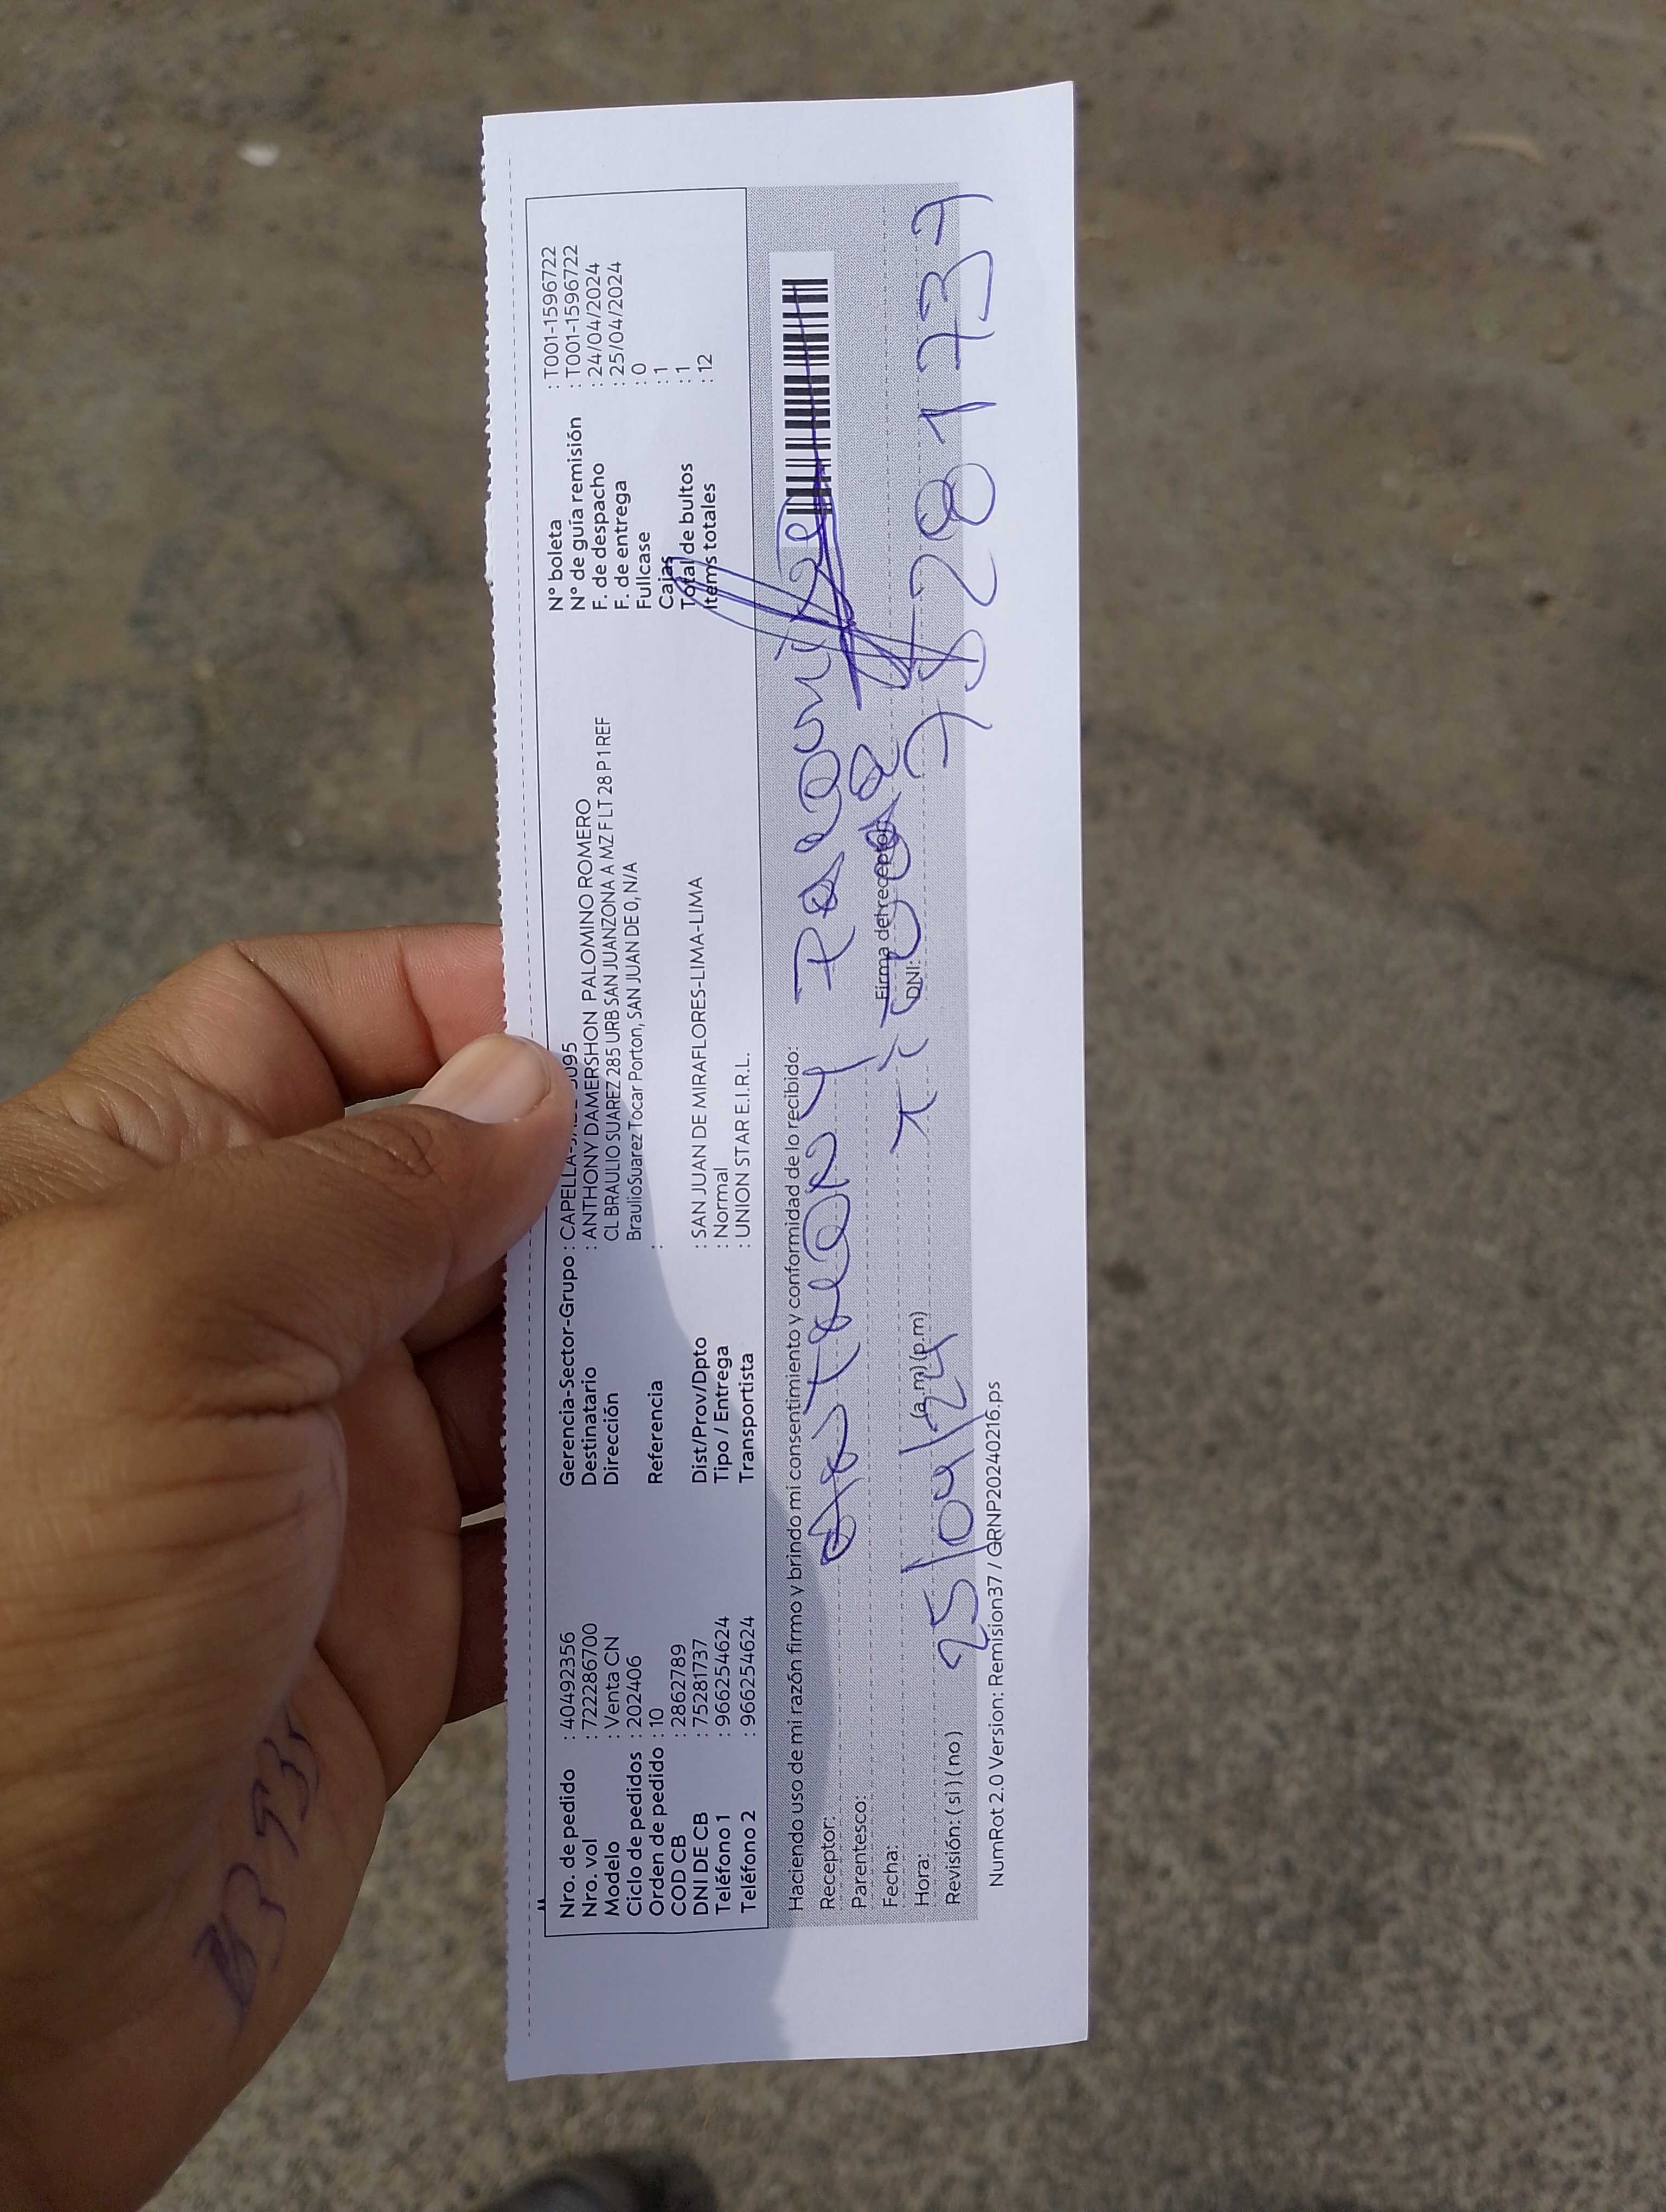 Nro. de pedido : 40492356
Nro. vol : 722286700
Modelo : Venta CN
Ciclo de pedidos : 202406
Orden de pedido : 10
COD CB : 2862789
DNI DE CB : 75281737
Teléfono 1 : 966254624
Teléfono 2 : 966254624
Gerencia-Sector-Grupo : CAPELLA
Destinatario : ANTHONY DAMERSHON PALOMINO ROMERO
Dirección CL BRAULIO SUAREZ 285 URB SAN JUANZONA A MZ F LT 28 P 1 REF
BraulioSuarez Tocar Porton, SAN JUAN DE 0, N/A
Referencia :
Dist/Prov/Dpto : SAN JUAN DE MIRAFLORES-LIMA-LIMA
Tipo / Entrega : Normal
Transportista : UNION STAR E.I.R.L.
N° boleta : T001-1596722
N° de guía remisión : T001-1596722
F. de despacho : 24/04/2024
F. de entrega : 25/04/2024
Fullcase : 0
Cajas : 1
Total de bultos : 1
Items totales : 12
Haciendo uso de mi razón firmo y brindo mi consentimiento y conformidad de lo recibido:
Receptor: Palomi
Parentesco: Titular
Firma del receptor
Fecha: 25/04/24
DNI: 75281737
Hora: (a.m) (p.m)
Revisión: (si) (no)
NumRot 2.0 Version: Remision37 / GRNP20240216.ps